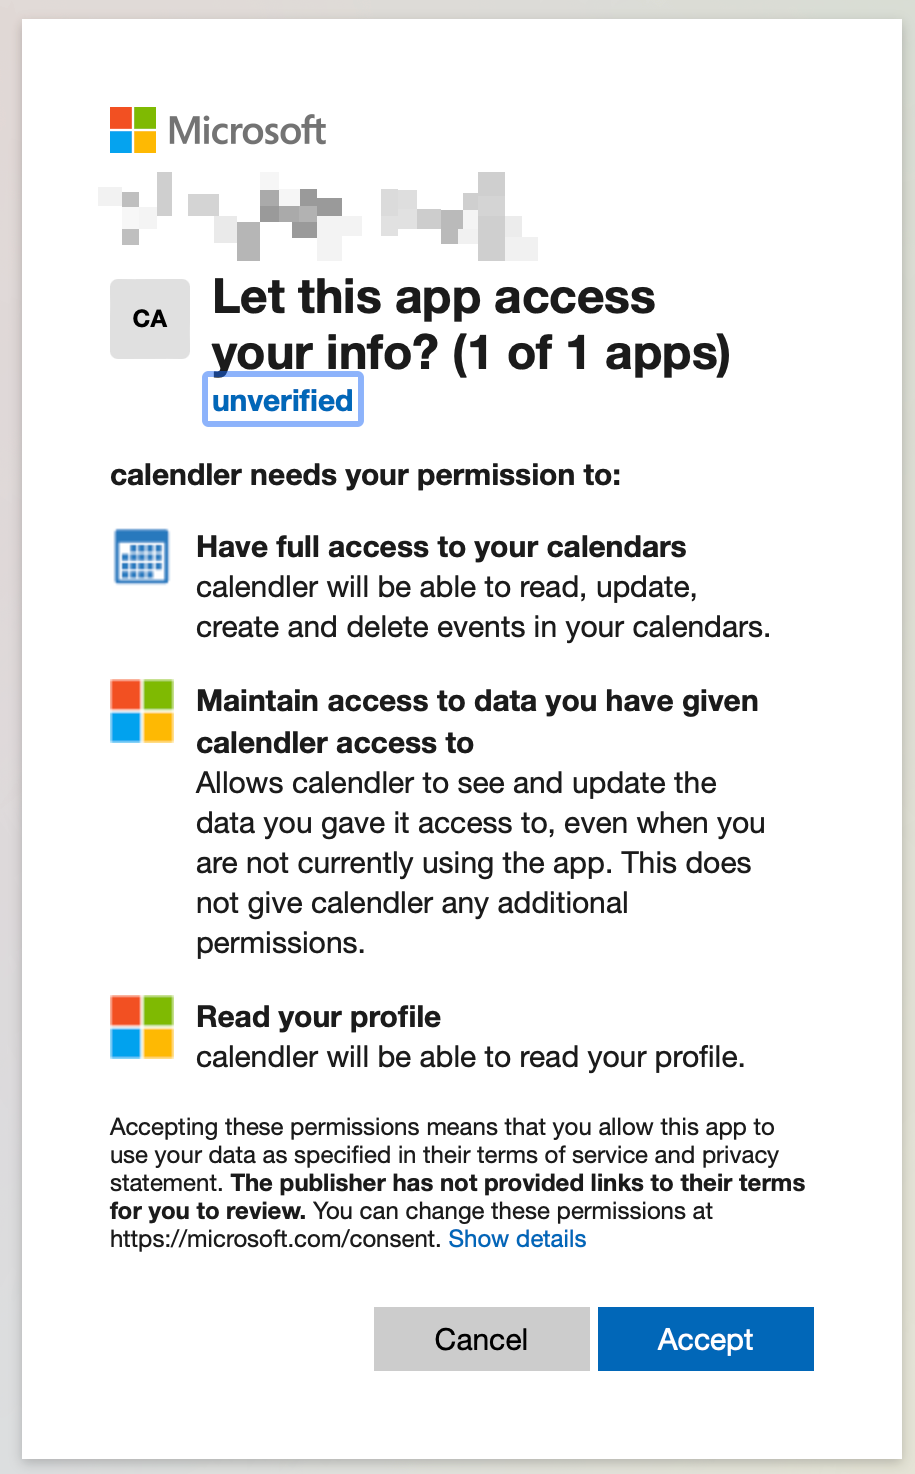 Microsoft
CA
Let this app access
your info? (1 of 1 apps)
unverified
calendler needs your permission to:
Have full access to your calendars
calendler will be able to read, update,
create and delete events in your calendars.
Maintain access to data you have given
calendler access to
Allows calendler to see and update the
data you gave it access to, even when you
are not currently using the app. This does
not give calendler any additional
permissions.
Read your profile
calendler will be able to read your profile.
Accepting these permissions means that you allow this app to
use your data as specified in their terms of service and privacy
statement. The publisher has not provided links to their terms
for you to review. You can change these permissions at
https://microsoft.com/consent. Show details
Cancel
Accept